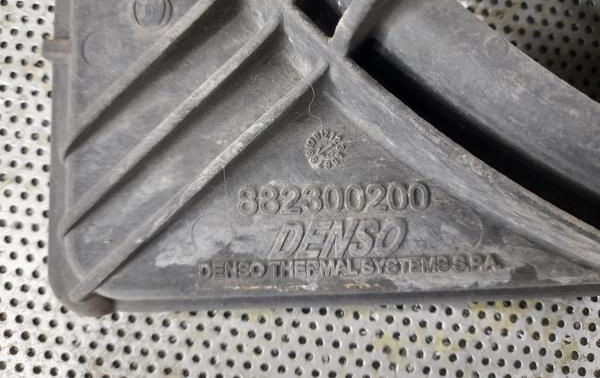 882300200
DENSO
DENSO THERMAL SYSTEMS S.P.A.